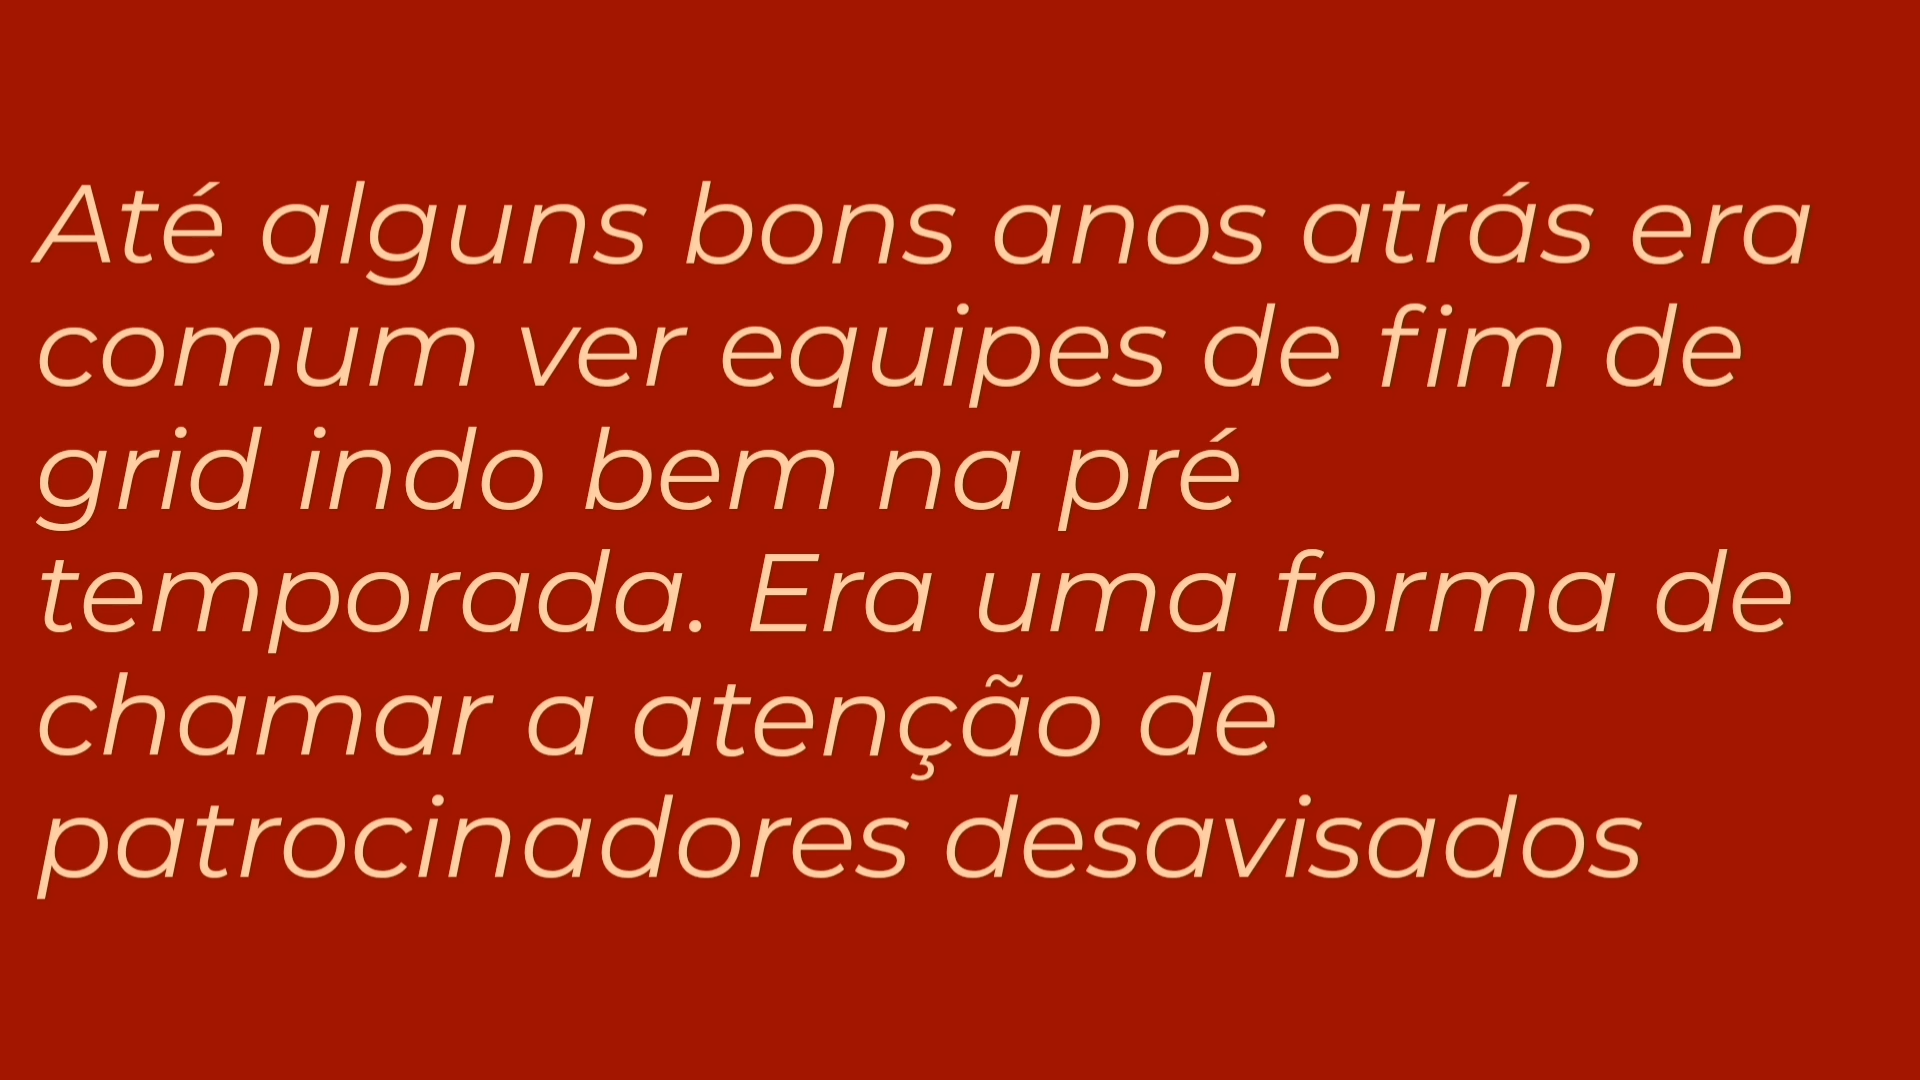 Até alguns bons anos atrás era
comum ver equipes de fim de
grid indo bem na pré
temporada. Era uma forma de
chamar a atenção de
patrocinadores desavisados